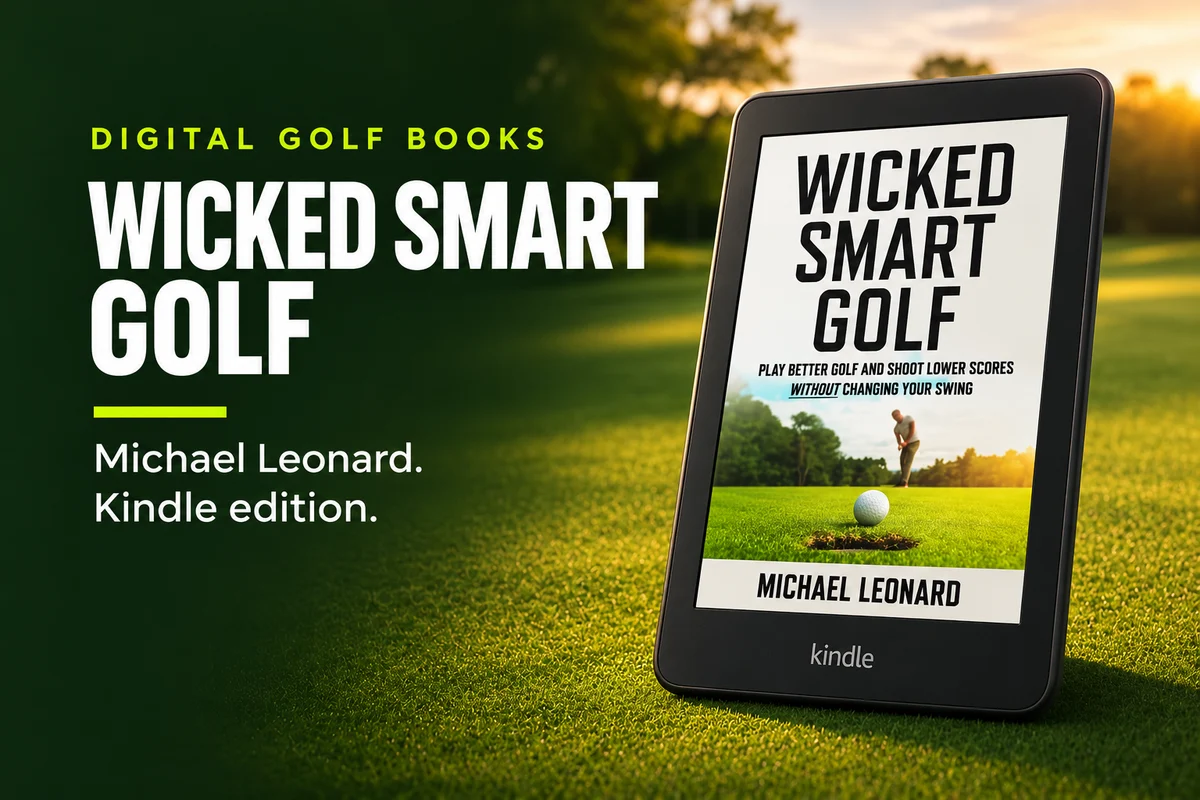 DIGITAL GOLF BOOKS
WICKED SMART
GOLF
Michael Leonard.
Kindle edition.
WICKED
SMART
GOLF
PLAY BETTER GOLF AND SHOOT LOWER SCORES
WITHOUT CHANGING YOUR SWING
MICHAEL LEONARD
kindle